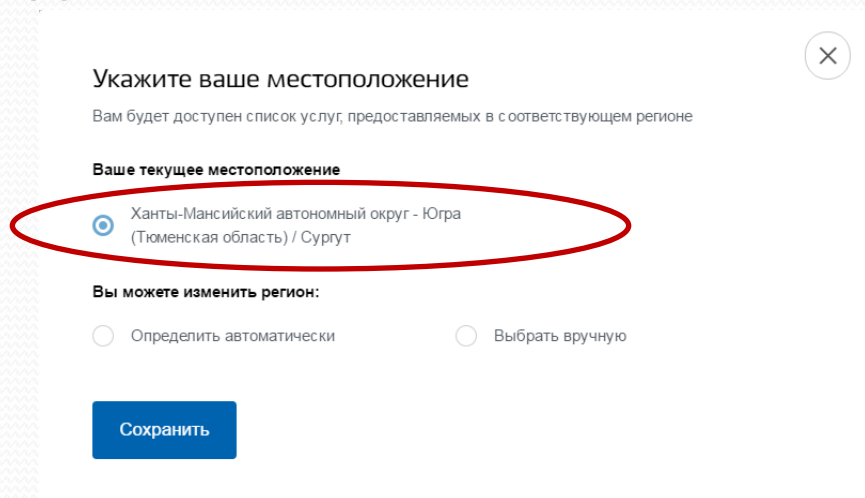 Укажите ваше местоположение
Вам будет доступен список услуг, предоставляемых в соответствующем регионе
Ваше текущее местоположение
Ханты-Мансийский автономный округ - Югра
(Тюменская область) / Сургут
Вы можете изменить регион:
Определить автоматически
Выбрать вручную
Сохранить